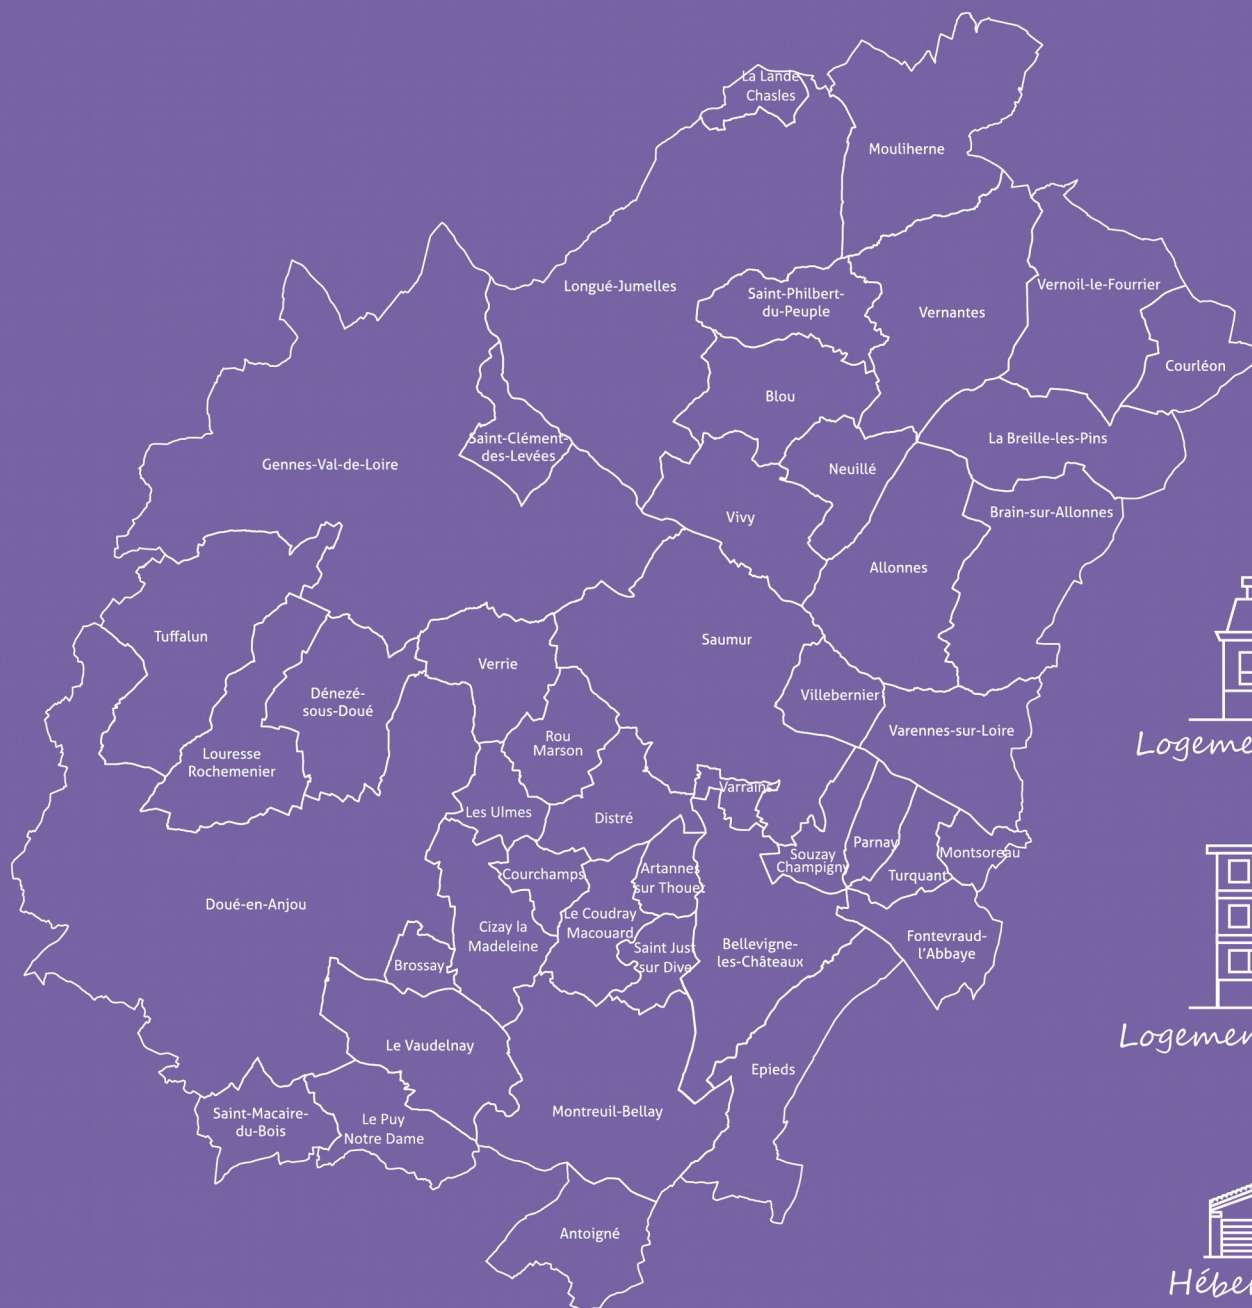 La Lande
Chasles
Mouliherne
Longué-Jumelles
Saint-Philbert-
du-Peuple
Vernantes
Vernoil-le-Fourrier
Courléon
Blou
La Breille-les-Pins
Saint-Clément-
des-Levées
Gennes-Val-de-Loire
Neuillé
Vivy
Brain-sur-Allonnes
Allonnes
Tuffalun
Saumur
Verrie
Dénezé-
sous-Doué
Villebernier
Varennes-sur-Loire
Rou
Marson
Louresse
Rochemenier
Logeme
Varrains
Les Ulmes
Distré
Souzay
Champigny
Parnay
Montsoreau
Turquant
Courchamps
Artannes
sur Thouet
Doué-en-Anjou
Cizay la
Madeleine
Le Coudray
Macouard
Saint Just
sur Dive
Bellevigne-
les-Châteaux
Fontevraud-
l'Abbaye
Brossay
Logemen
Le Vaudelnay
Epieds
Saint-Macaire-
du-Bois
Le Puy
Notre Dame
Montreuil-Bellay
Antoigné
Héber